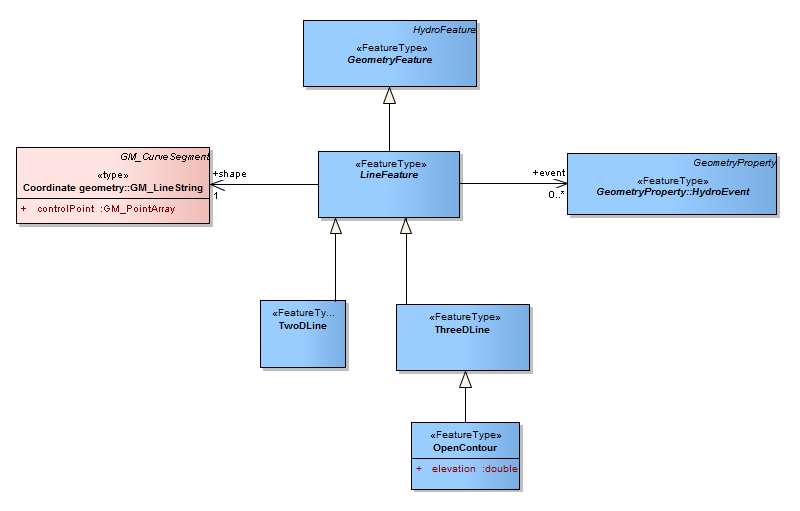 HydroFeature
«FeatureType»
GeometryFeature
GM_CurveSegment
«type»
Coordinate geometry::GM_LineString
+ controlPoint :GM_PointArray
+shape
1
«FeatureType»
LineFeature
+event
0..*
GeometryProperty
«FeatureType»
GeometryProperty::HydroEvent
«FeatureTy...
TwoDLine
«FeatureType»
ThreeDLine
«FeatureType»
OpenContour
+ elevation :double